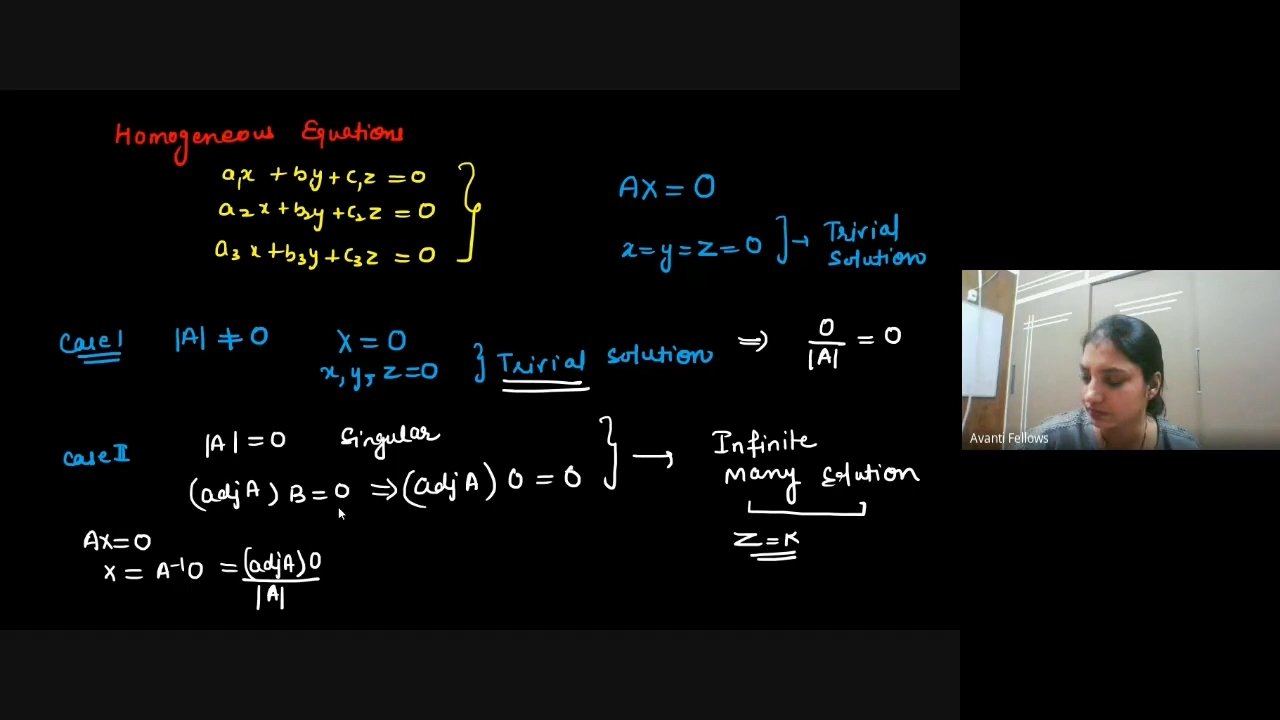 Homogeneous Equations
a₁x + b₁y + c₁z = 0
a₂x + b₂y + c₂z = 0
a₃x + b₃y + c₃z = 0
AX = 0
x = y = z = 0 } → Trivial
solution
Case I |A| ≠ 0 X = 0
x, y, z = 0 } Trivial solution ⇒ 0/|A| = 0
Case II |A| = 0 Singular
(adj A) B = 0 ⇒ (adj A) 0 = 0 } → Infinite
many solution
Z = K
AX = 0
X = A⁻¹0 = (adj A) 0 / |A|
Avanti Fellows